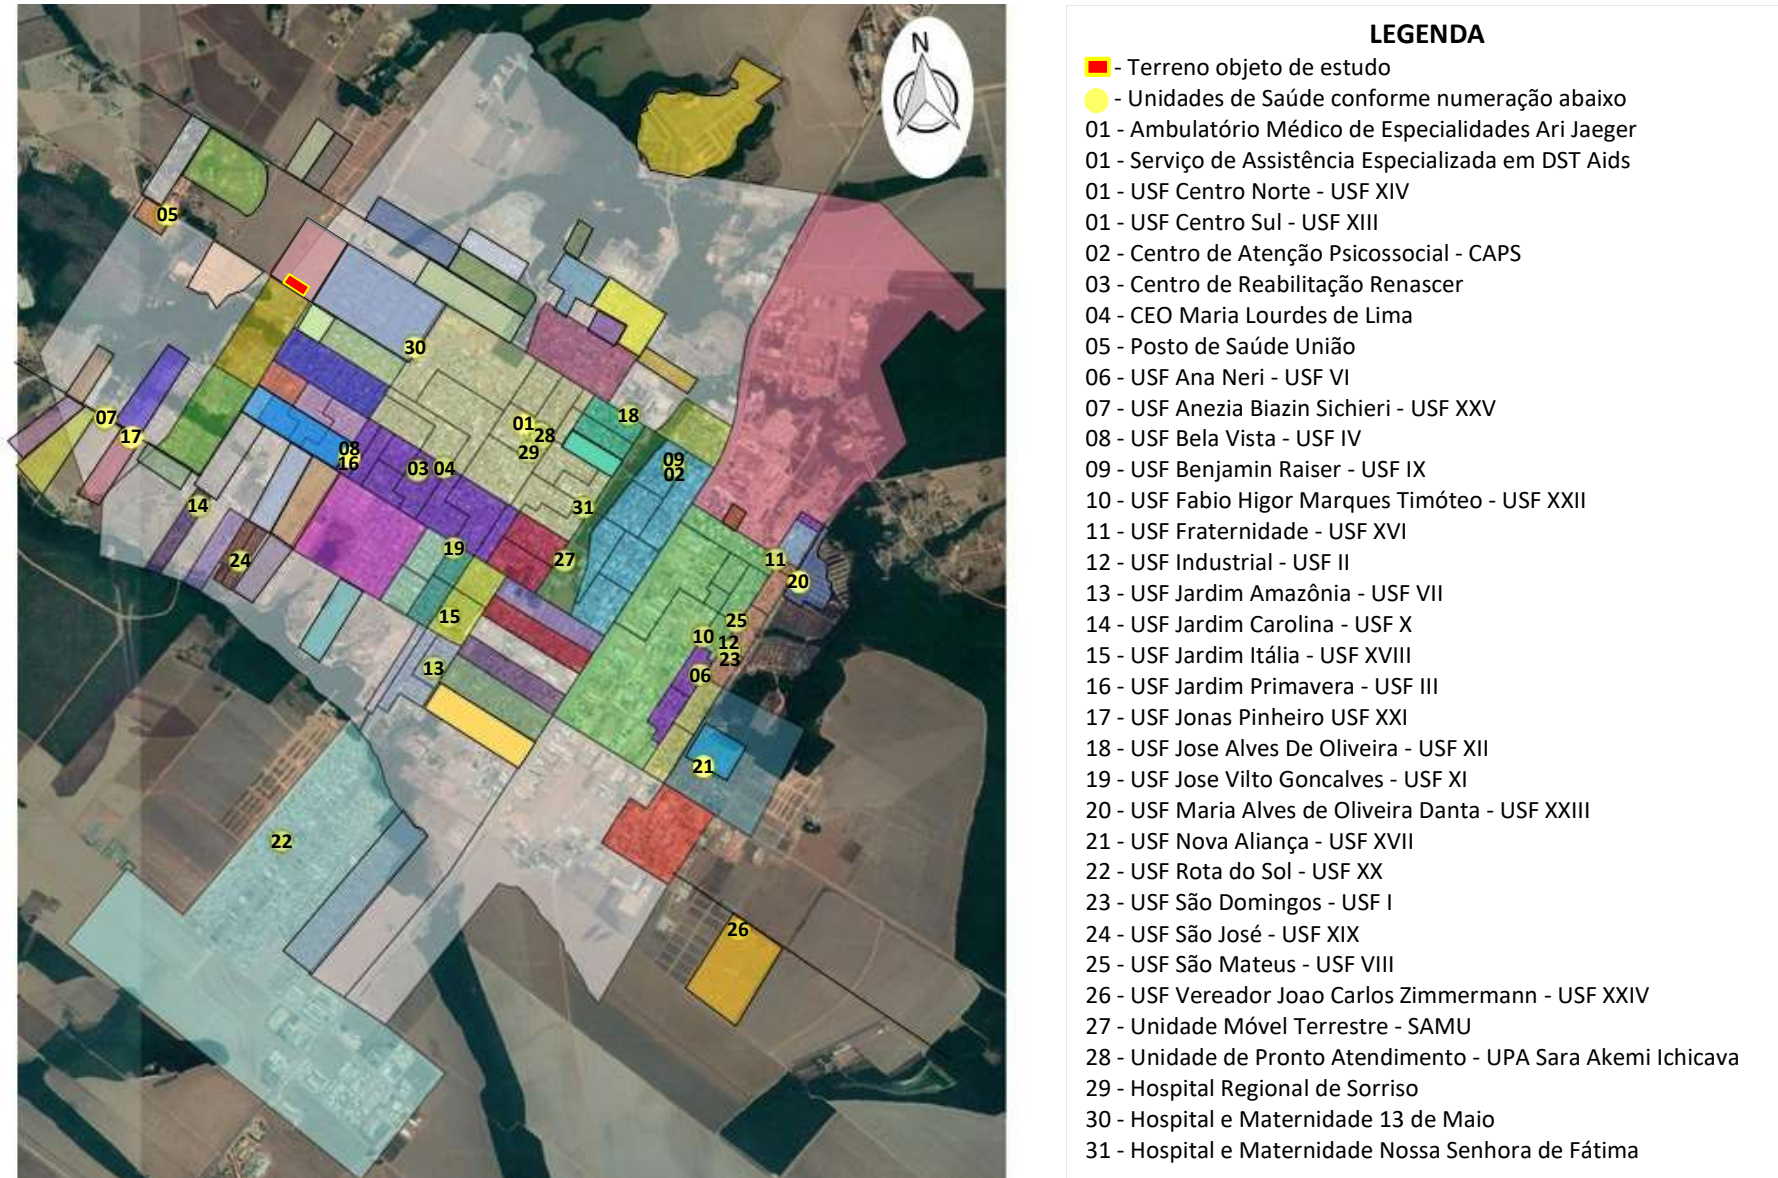 N
05
30
07
17
01
28
29
18
08
16
03
04
09
02
31
14
24
19
27
11
20
15
25
10
12
23
13
06
21
22
26
LEGENDA
- Terreno objeto de estudo
- Unidades de Saúde conforme numeração abaixo
01 - Ambulatório Médico de Especialidades Ari Jaeger
01 - Serviço de Assistência Especializada em DST Aids
01 - USF Centro Norte - USF XIV
01 - USF Centro Sul - USF XIII
02 - Centro de Atenção Psicossocial - CAPS
03 - Centro de Reabilitação Renascer
04 - CEO Maria Lourdes de Lima
05 - Posto de Saúde União
06 - USF Ana Neri - USF VI
07 - USF Anezia Biazin Sichieri - USF XXV
08 - USF Bela Vista - USF IV
09 - USF Benjamin Raiser - USF IX
10 - USF Fabio Higor Marques Timóteo - USF XXII
11 - USF Fraternidade - USF XVI
12 - USF Industrial - USF II
13 - USF Jardim Amazônia - USF VII
14 - USF Jardim Carolina - USF X
15 - USF Jardim Itália - USF XVIII
16 - USF Jardim Primavera - USF III
17 - USF Jonas Pinheiro USF XXI
18 - USF Jose Alves De Oliveira - USF XII
19 - USF Jose Vilto Goncalves - USF XI
20 - USF Maria Alves de Oliveira Danta - USF XXIII
21 - USF Nova Aliança - USF XVII
22 - USF Rota do Sol - USF XX
23 - USF São Domingos - USF I
24 - USF São José - USF XIX
25 - USF São Mateus - USF VIII
26 - USF Vereador Joao Carlos Zimmermann - USF XXIV
27 - Unidade Móvel Terrestre - SAMU
28 - Unidade de Pronto Atendimento - UPA Sara Akemi Ichicava
29 - Hospital Regional de Sorriso
30 - Hospital e Maternidade 13 de Maio
31 - Hospital e Maternidade Nossa Senhora de Fátima